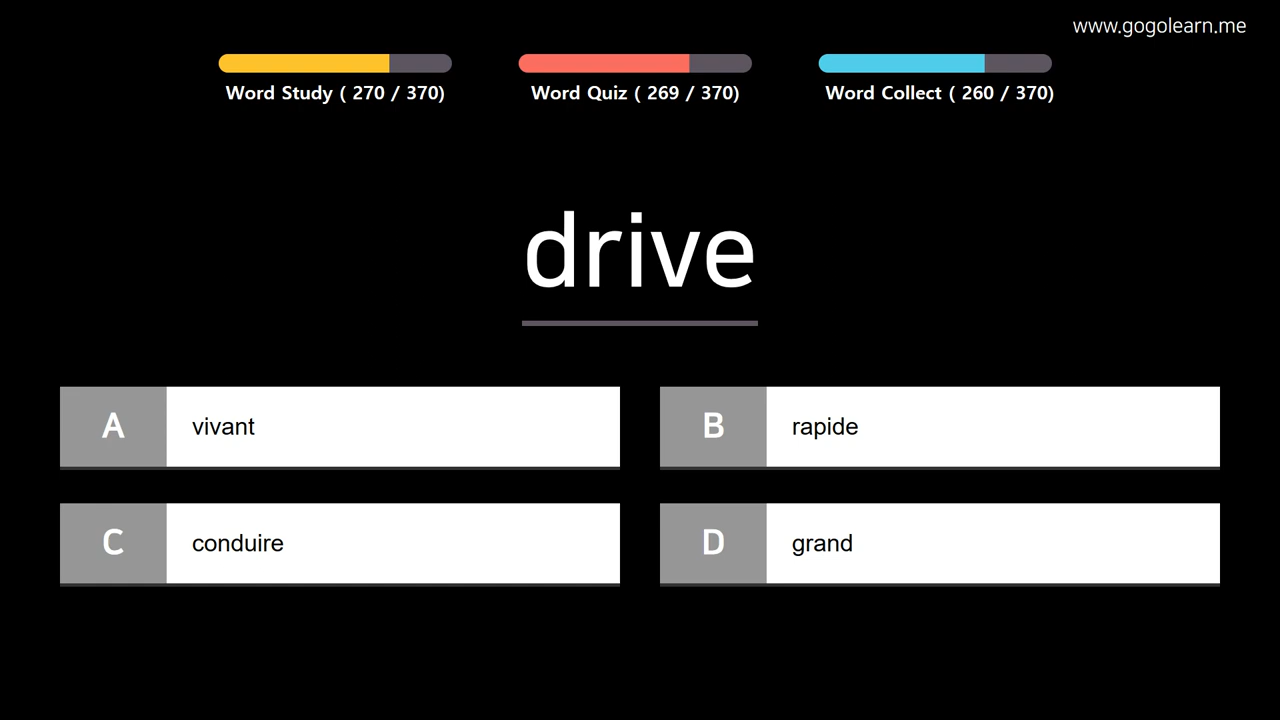 www.gogolearn.me
Word Study ( 270 / 370)
Word Quiz ( 269 / 370)
Word Collect ( 260 / 370)
drive
A vivant
B rapide
C conduire
D grand